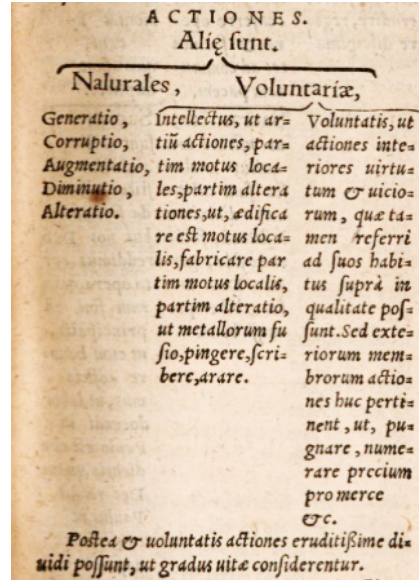 ACTIONES.
Alię ſunt.
Nalurales,
Generatio,
Corruptio,
Augmentatio,
Diminutio,
Alteratio.
Voluntariæ,
Intellectus, ut ar=
tiũ actiones, par=
tim motus loca=
les, partim altera
tiones, ut, ædifica
re eſt motus loca=
lis, fabricare par
tim motus localis,
partim alteratio,
ut metallorum fu
ſio, pingere, ſcri=
bere, arare.
Voluntatis, ut
actiones inte=
riores uirtu=
tum & uicio=
rum, quæ ta=
men referri
ad ſuos habi=
tus ſuprà in
qualitate poſ=
ſunt. Sed exte=
riorum mem=
brorum actio=
nes huc perti=
nent, ut, pu=
gnare, nume=
rare precium
pro merce
&c.
Poſtea & uoluntatis actiones eruditiſsime di=
uidi poſſunt, ut gradus uitæ conſiderentur.